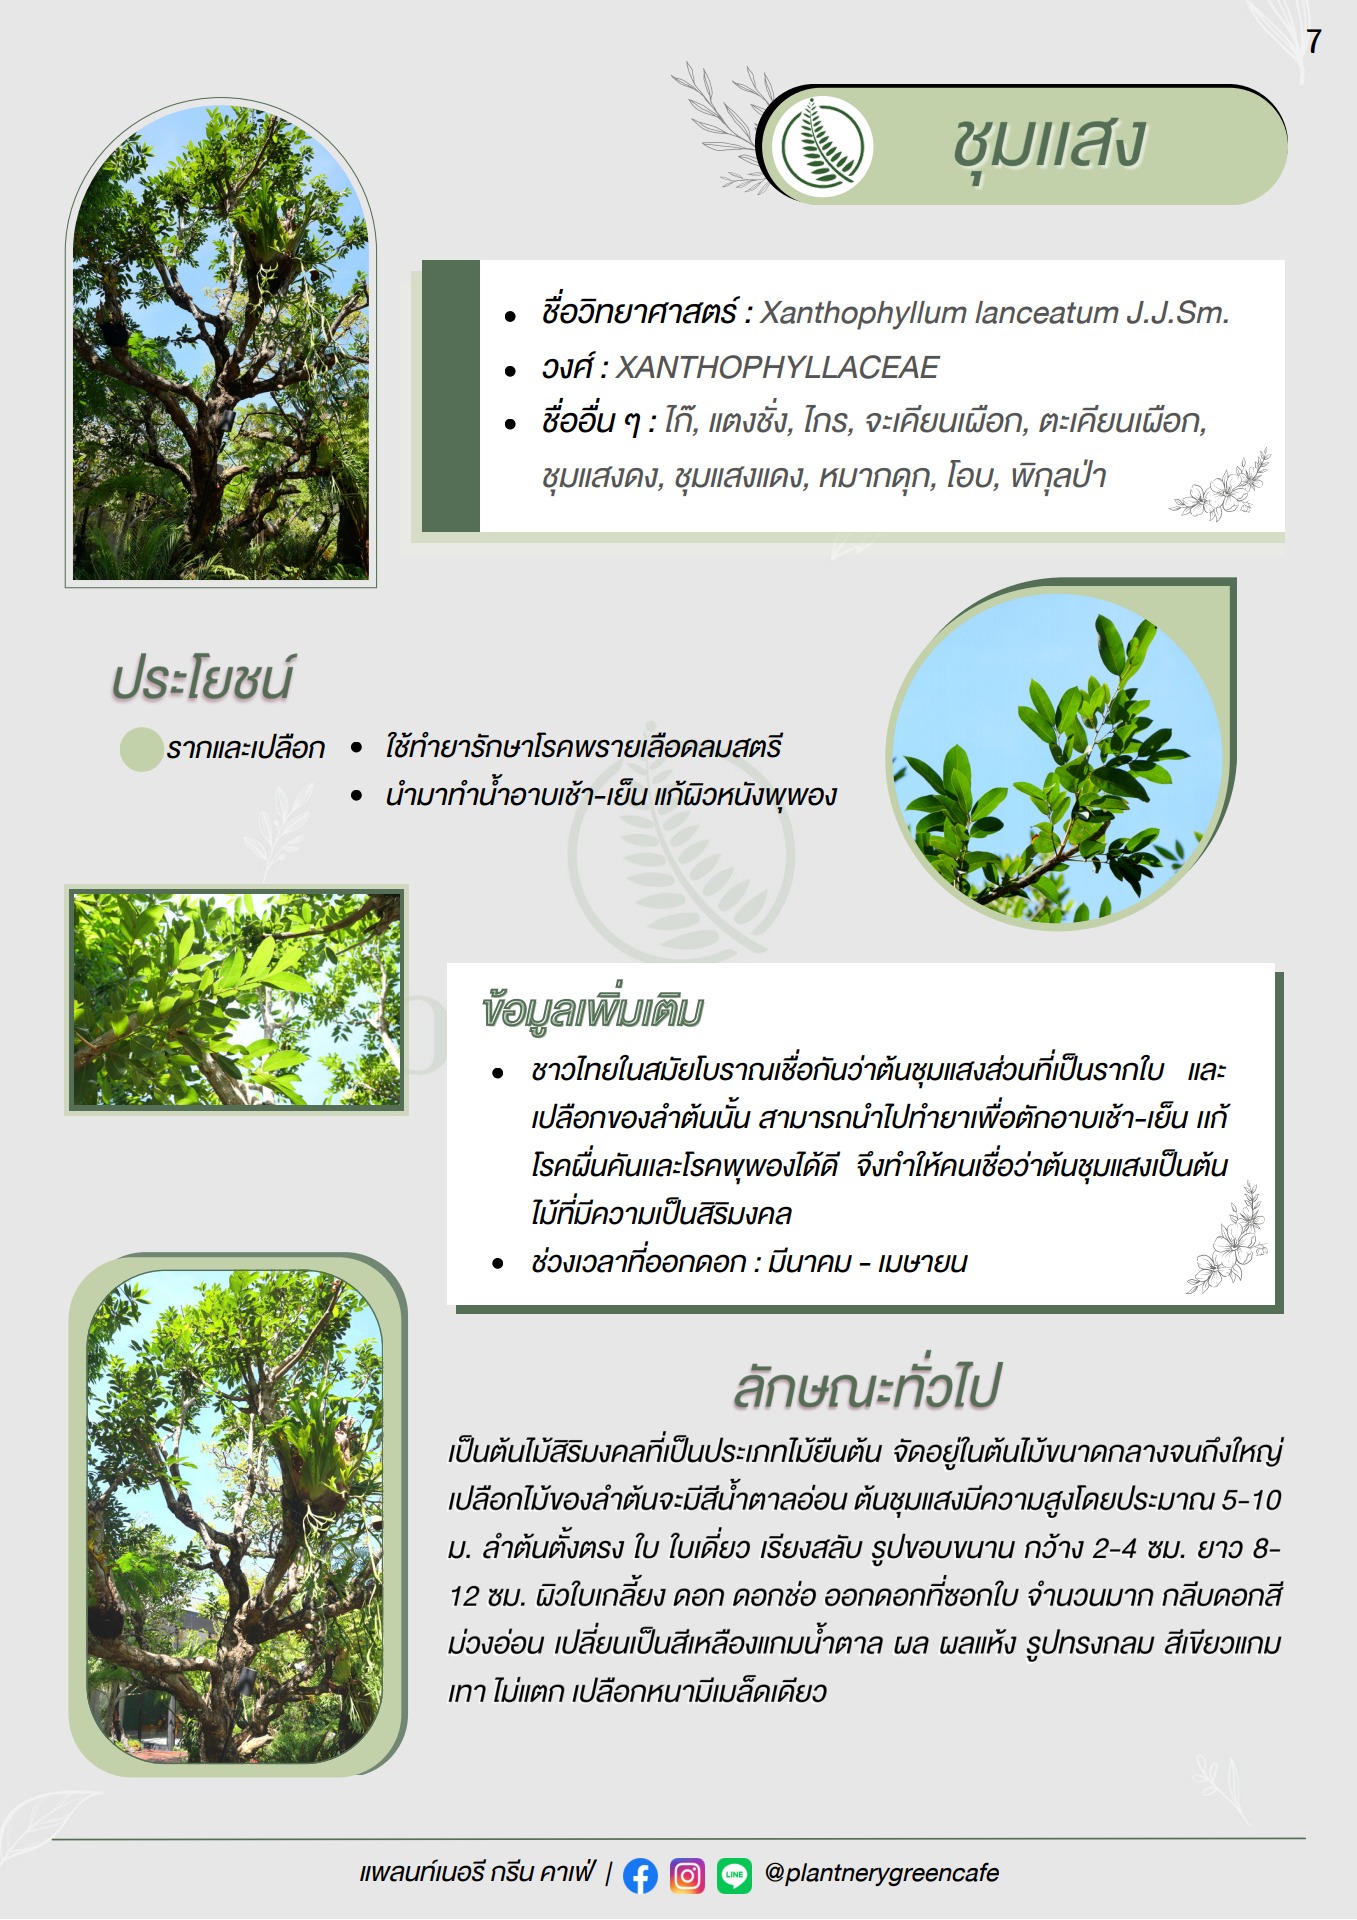 7
ชุมแสง
• ชื่อวิทยาศาสตร์ : Xanthophyllum lanceatum J.J.Sm.
• วงศ์ : XANTHOPHYLLACEAE
• ชื่ออื่น ๆ : ไก๊, แตงชั่ง, ไกร, จะเคียนเผือก, ตะเคียนเผือก,
ชุมแสงดง, ชุมแสงแดง, หมากดุก, โอบ, พิกุลป่า
ประโยชน์
รากและเปลือก
• ใช้ทำยารักษาโรคพรายเลือดลมสตรี
• นำมาทำน้ำอาบเช้า-เย็น แก้ผิวหนังพุพอง
ข้อมูลเพิ่มเติม
• ชาวไทยในสมัยโบราณเชื่อกันว่าต้นชุมแสงส่วนที่เป็นรากใบ และ
เปลือกของลำต้นนั้น สามารถนำไปทำยาเพื่อตักอาบเช้า-เย็น แก้
โรคผื่นคันและโรคพุพองได้ดี จึงทำให้คนเชื่อว่าต้นชุมแสงเป็นต้น
ไม้ที่มีความเป็นสิริมงคล
• ช่วงเวลาที่ออกดอก : มีนาคม - เมษายน
ลักษณะทั่วไป
เป็นต้นไม้สิริมงคลที่เป็นประเภทไม้ยืนต้น จัดอยู่ในต้นไม้ขนาดกลางจนถึงใหญ่
เปลือกไม้ของลำต้นจะมีสีน้ำตาลอ่อน ต้นชุมแสงมีความสูงโดยประมาณ 5-10
ม. ลำต้นตั้งตรง ใบ ใบเดี่ยว เรียงสลับ รูปขอบขนาน กว้าง 2-4 ซม. ยาว 8-
12 ซม. ผิวใบเกลี้ยง ดอก ดอกช่อ ออกดอกที่ซอกใบ จำนวนมาก กลีบดอกสี
ม่วงอ่อน เปลี่ยนเป็นสีเหลืองแกมน้ำตาล ผล ผลแห้ง รูปทรงกลม สีเขียวแกม
เทา ไม่แตก เปลือกหนามีเมล็ดเดียว
แพลนท์เนอรี กรีน คาเฟ่ | LINE @plantnerygreencafe